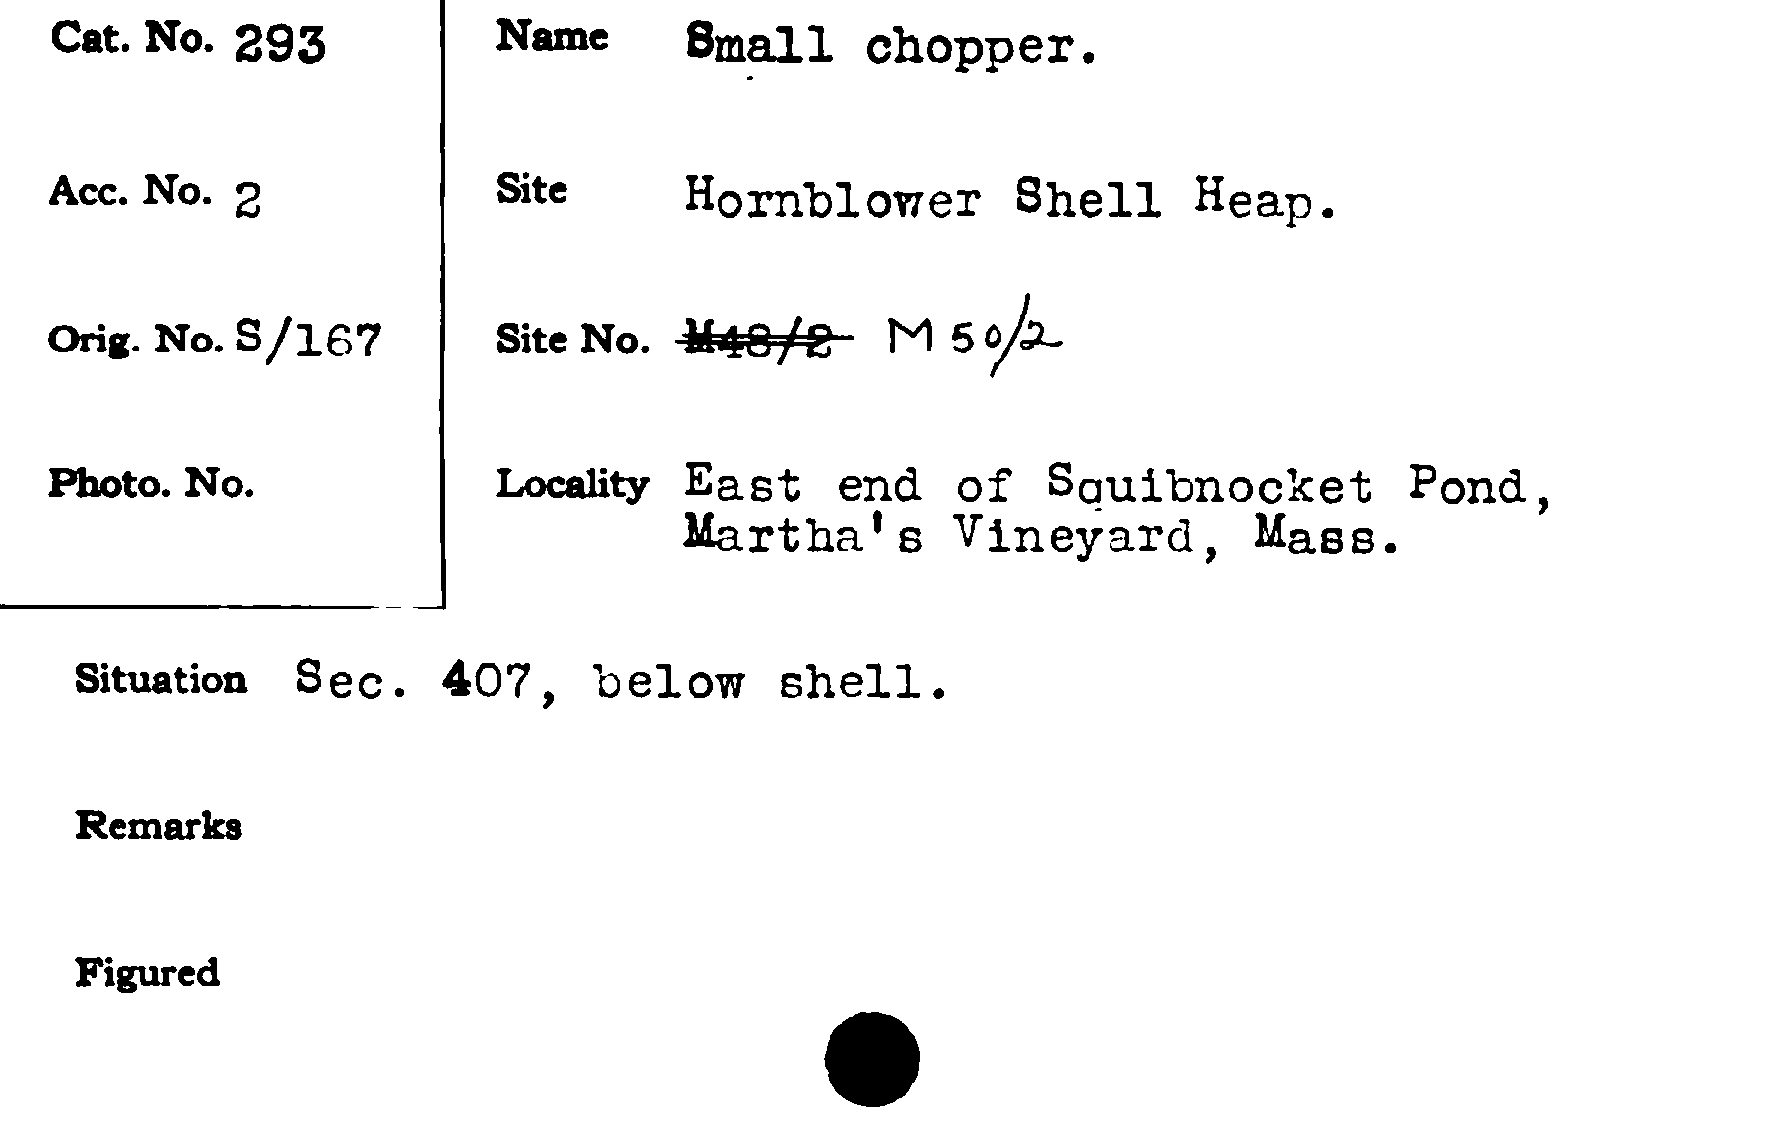 Cat. No. 293
Acc. No. 2
Orig. No. S/167
Photo. No.
Name Small chopper.
Site Hornblower Shell Heap.
Site No. M48/2 M 50/2
Locality East end of Squibnocket Pond,
Martha's Vineyard, Mass.
Situation Sec. 407, below shell.
Remarks
Figured